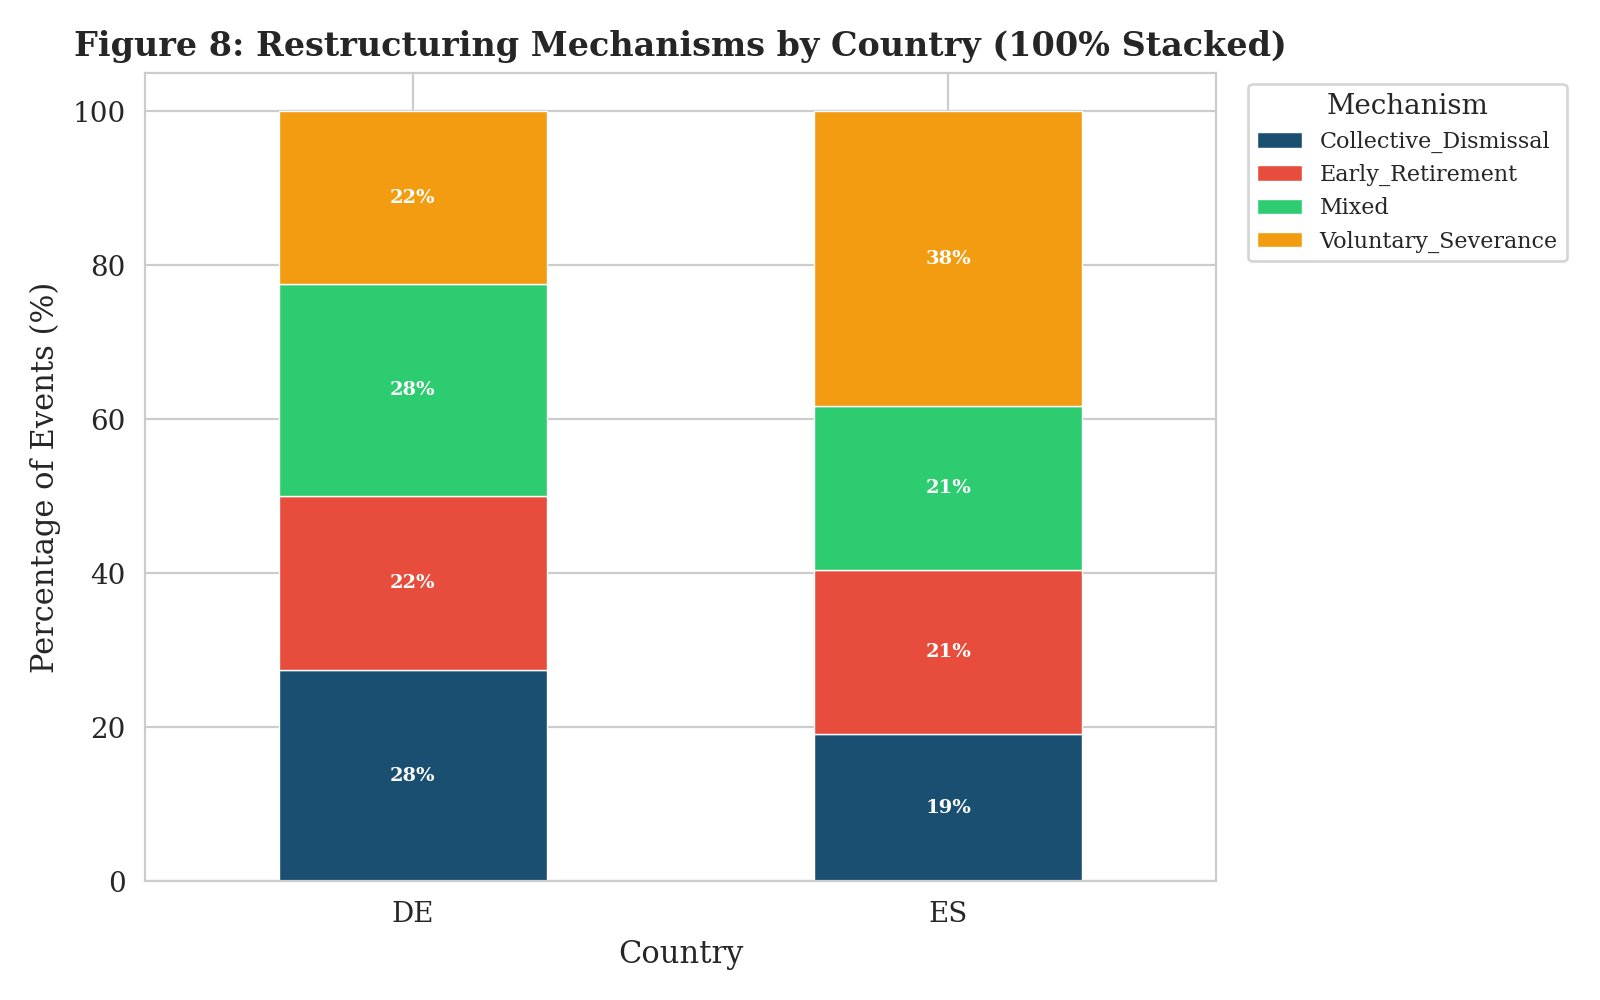 Figure 8: Restructuring Mechanisms by Country (100% Stacked)
Percentage of Events (%)
100
80
60
40
20
0
22%
28%
22%
28%
38%
21%
21%
19%
DE
ES
Country
Mechanism
Collective_Dismissal
Early_Retirement
Mixed
Voluntary_Severance